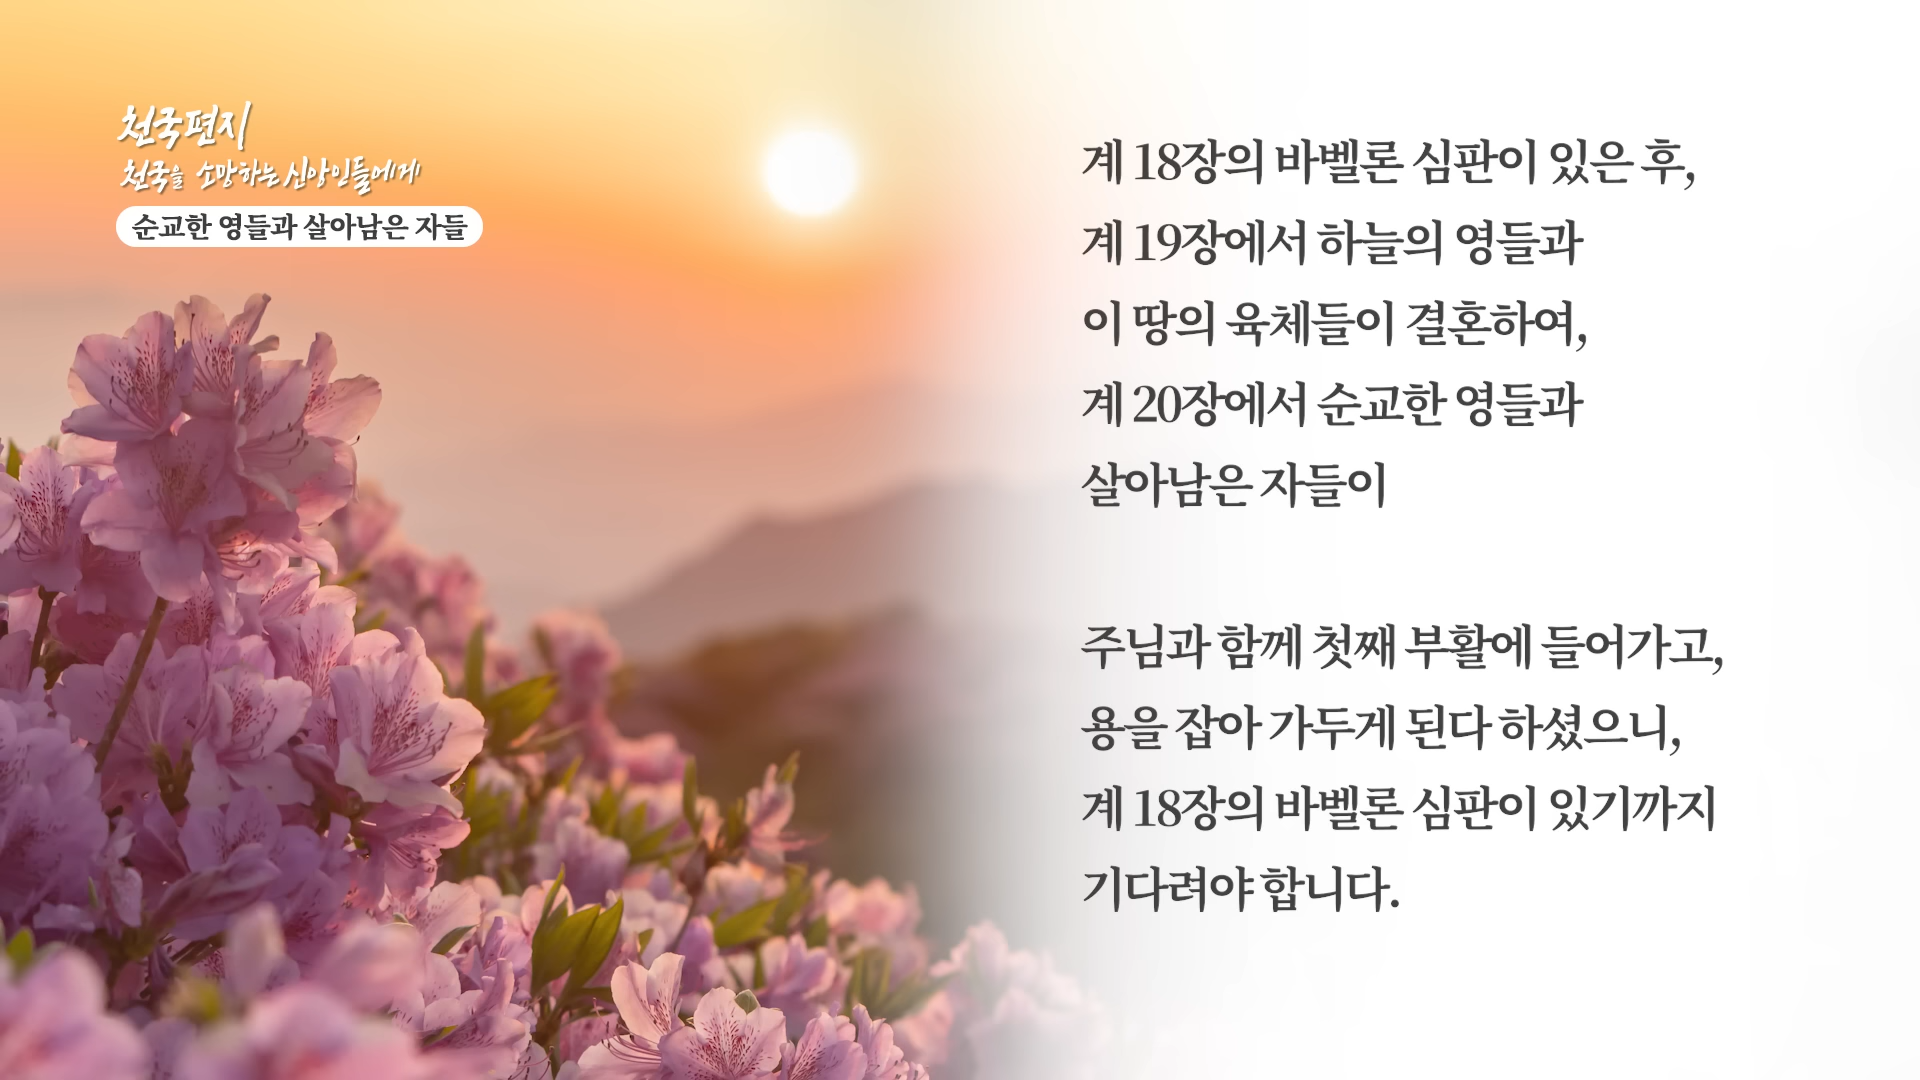 천국편지
천국을 소망하는 신앙인들에게
순교한 영들과 살아남은 자들
계 18장의 바벨론 심판이 있은 후,
계 19장에서 하늘의 영들과
이 땅의 육체들이 결혼하여,
계 20장에서 순교한 영들과
살아남은 자들이
주님과 함께 첫째 부활에 들어가고,
용을 잡아 가두게 된다 하셨으니,
계 18장의 바벨론 심판이 있기까지
기다려야 합니다.